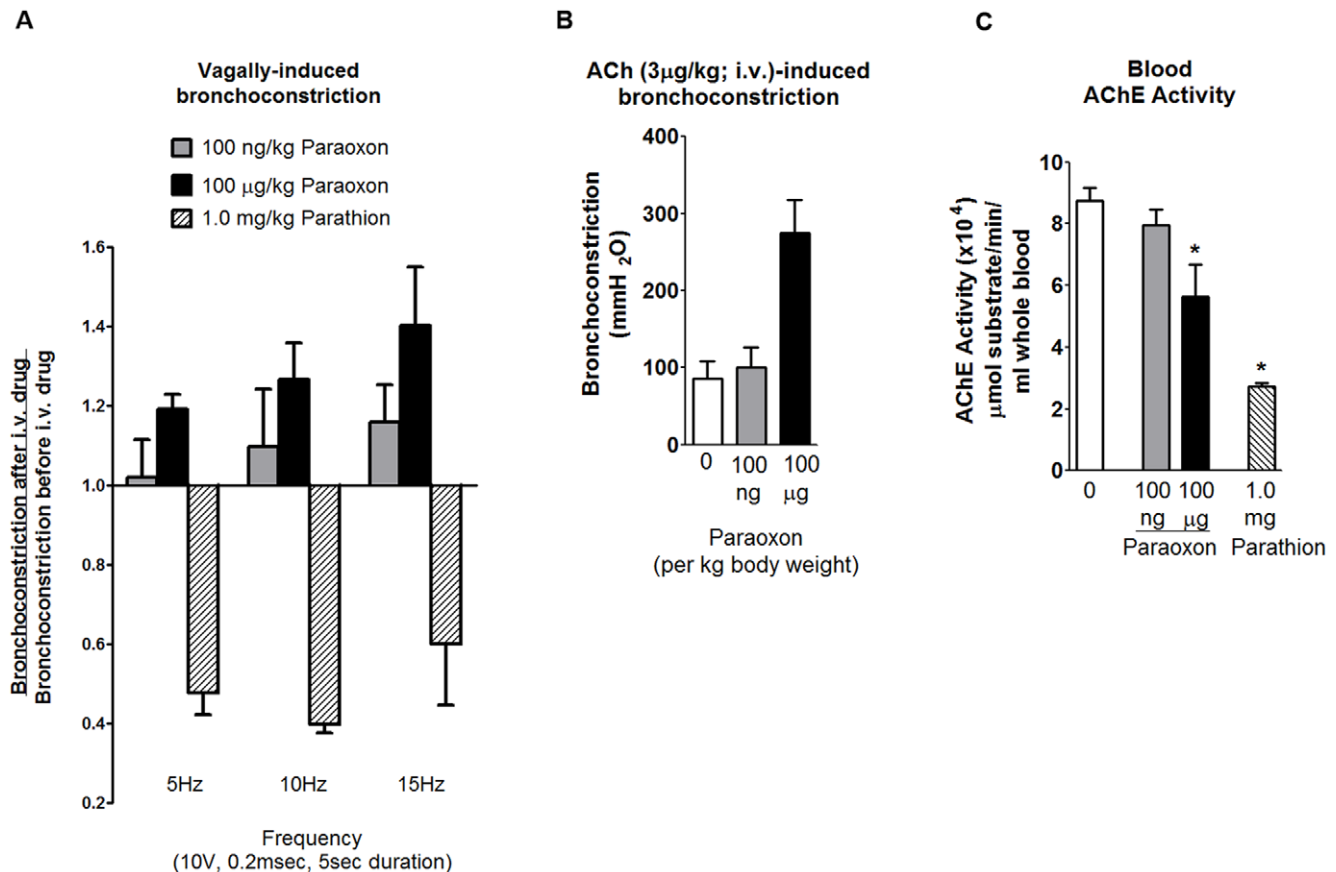 A
Vagally-induced
bronchoconstriction
100 ng/kg Paraoxon
100 μg/kg Paraoxon
1.0 mg/kg Parathion
Bronchoconstriction after i.v. drug
Bronchoconstriction before i.v. drug
1.6
1.4
1.2
1.0
0.8
0.6
0.4
0.2
5Hz 10Hz 15Hz
Frequency
(10V, 0.2msec, 5sec duration)
B
ACh (3μg/kg; i.v.)-induced
bronchoconstriction
Bronchoconstriction
(mmH 2O)
400
300
200
100
0
0 100 100
ng μg
Paraoxon
(per kg body weight)
C
Blood
AChE Activity
AChE Activity (x10 4)
μmol substrate/min/
ml whole blood
10
8
6
4
2
0
* *
0 100 100 1.0
ng μg mg
Paraoxon Parathion